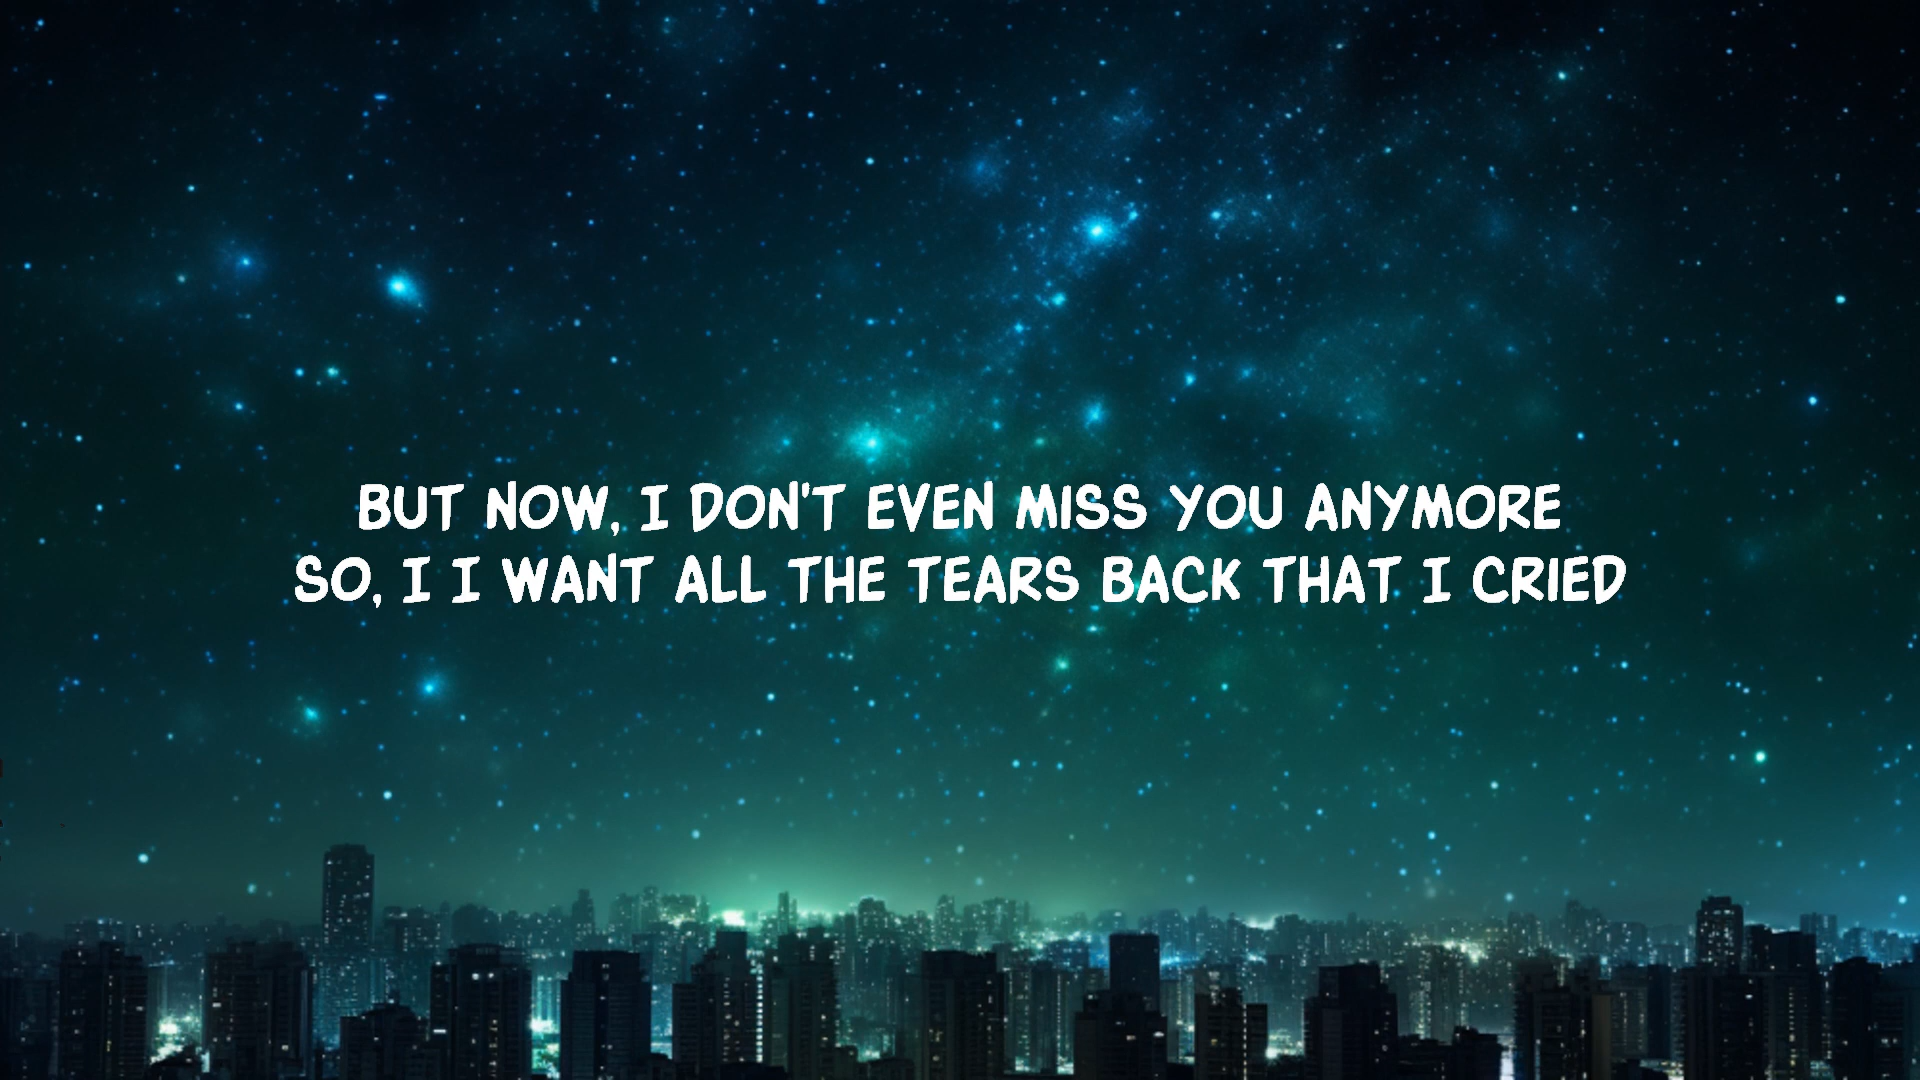 BUT NOW, I DON'T EVEN MISS YOU ANYMORE
SO, I I WANT ALL THE TEARS BACK THAT I CRIED